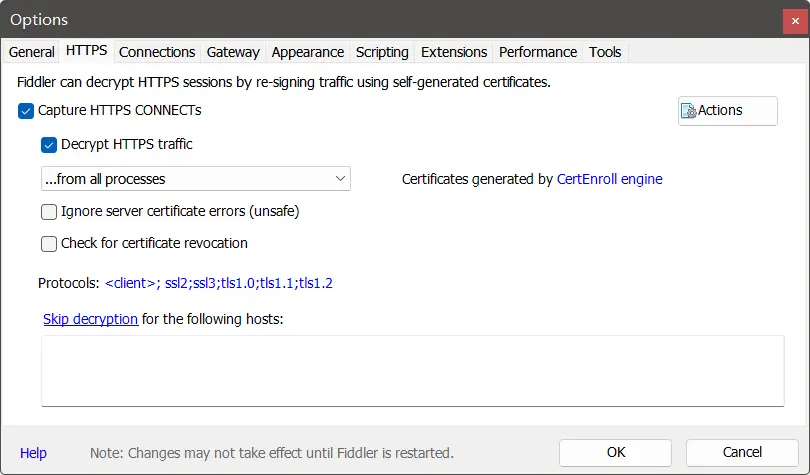 Options
General HTTPS Connections Gateway Appearance Scripting Extensions Performance Tools
Fiddler can decrypt HTTPS sessions by re-signing traffic using self-generated certificates.
Capture HTTPS CONNECTs Actions
Decrypt HTTPS traffic
...from all processes Certificates generated by CertEnroll engine
Ignore server certificate errors (unsafe)
Check for certificate revocation
Protocols: <client>; ssl2;ssl3;tls1.0;tls1.1;tls1.2
Skip decryption for the following hosts:
Help Note: Changes may not take effect until Fiddler is restarted. OK Cancel